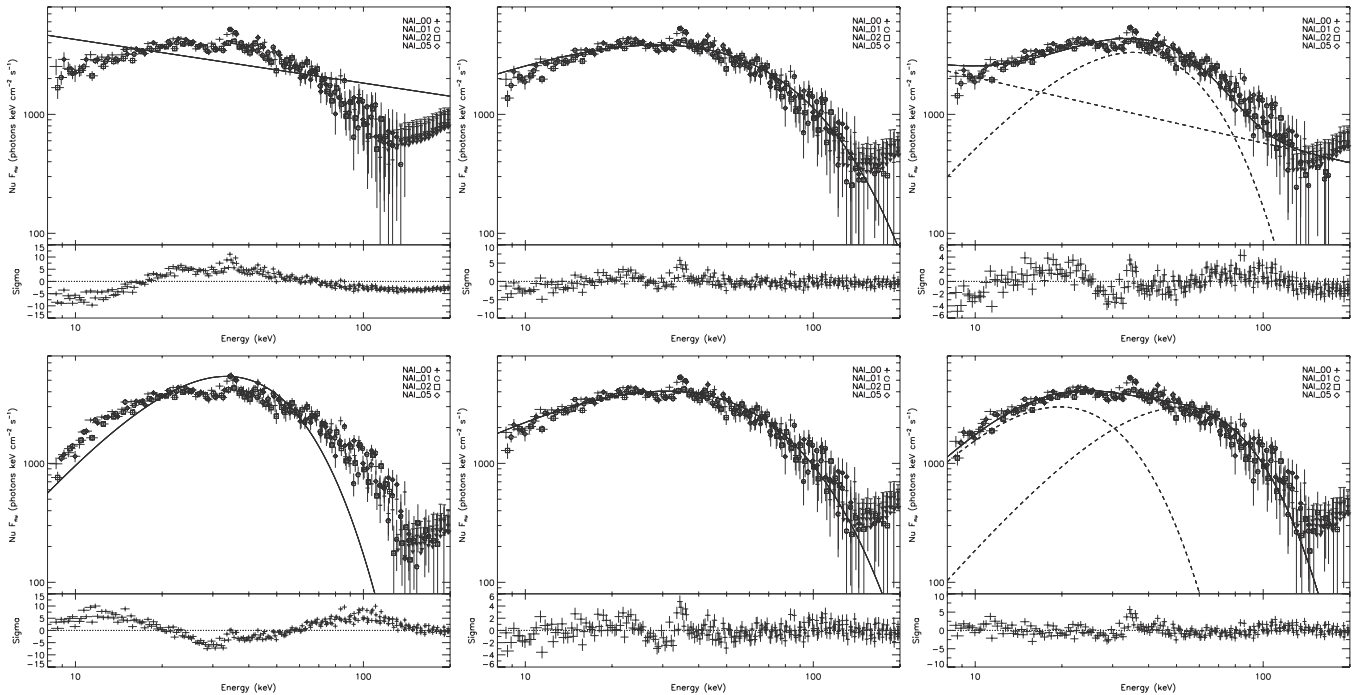 NAI_00 +
NAI_01 ○
NAI_02 □
NAI_05 ◇
Nu Fₙᵤ (photons keV cm⁻² s⁻¹)
1000
100
Sigma
15
10
5
0
−5
−10
−15
10
100
Energy (keV)
NAI_00 +
NAI_01 ○
NAI_02 □
NAI_05 ◇
Nu Fₙᵤ (photons keV cm⁻² s⁻¹)
1000
100
Sigma
10
5
0
−5
−10
10
100
Energy (keV)
NAI_00 +
NAI_01 ○
NAI_02 □
NAI_05 ◇
Nu Fₙᵤ (photons keV cm⁻² s⁻¹)
1000
100
Sigma
6
4
2
0
−2
−4
−6
10
100
Energy (keV)
NAI_00 +
NAI_01 ○
NAI_02 □
NAI_05 ◇
Nu Fₙᵤ (photons keV cm⁻² s⁻¹)
1000
100
Sigma
15
10
5
0
−5
−10
−15
10
100
Energy (keV)
NAI_00 +
NAI_01 ○
NAI_02 □
NAI_05 ◇
Nu Fₙᵤ (photons keV cm⁻² s⁻¹)
1000
100
Sigma
6
4
2
0
−2
−4
−6
10
100
Energy (keV)
NAI_00 +
NAI_01 ○
NAI_02 □
NAI_05 ◇
Nu Fₙᵤ (photons keV cm⁻² s⁻¹)
1000
100
Sigma
10
5
0
−5
−10
10
100
Energy (keV)